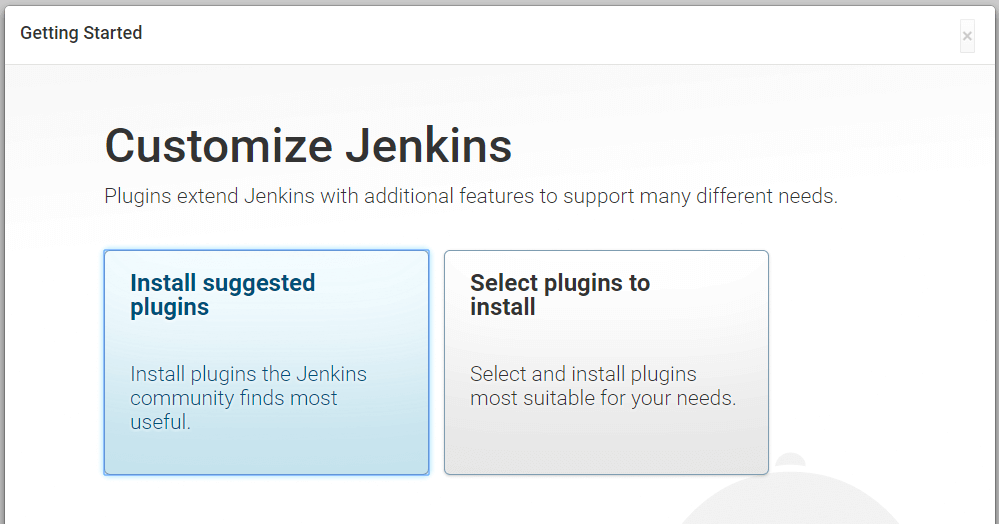 Getting Started
×
Customize Jenkins
Plugins extend Jenkins with additional features to support many different needs.
Install suggested
plugins
Install plugins the Jenkins
community finds most
useful.
Select plugins to
install
Select and install plugins
most suitable for your needs.